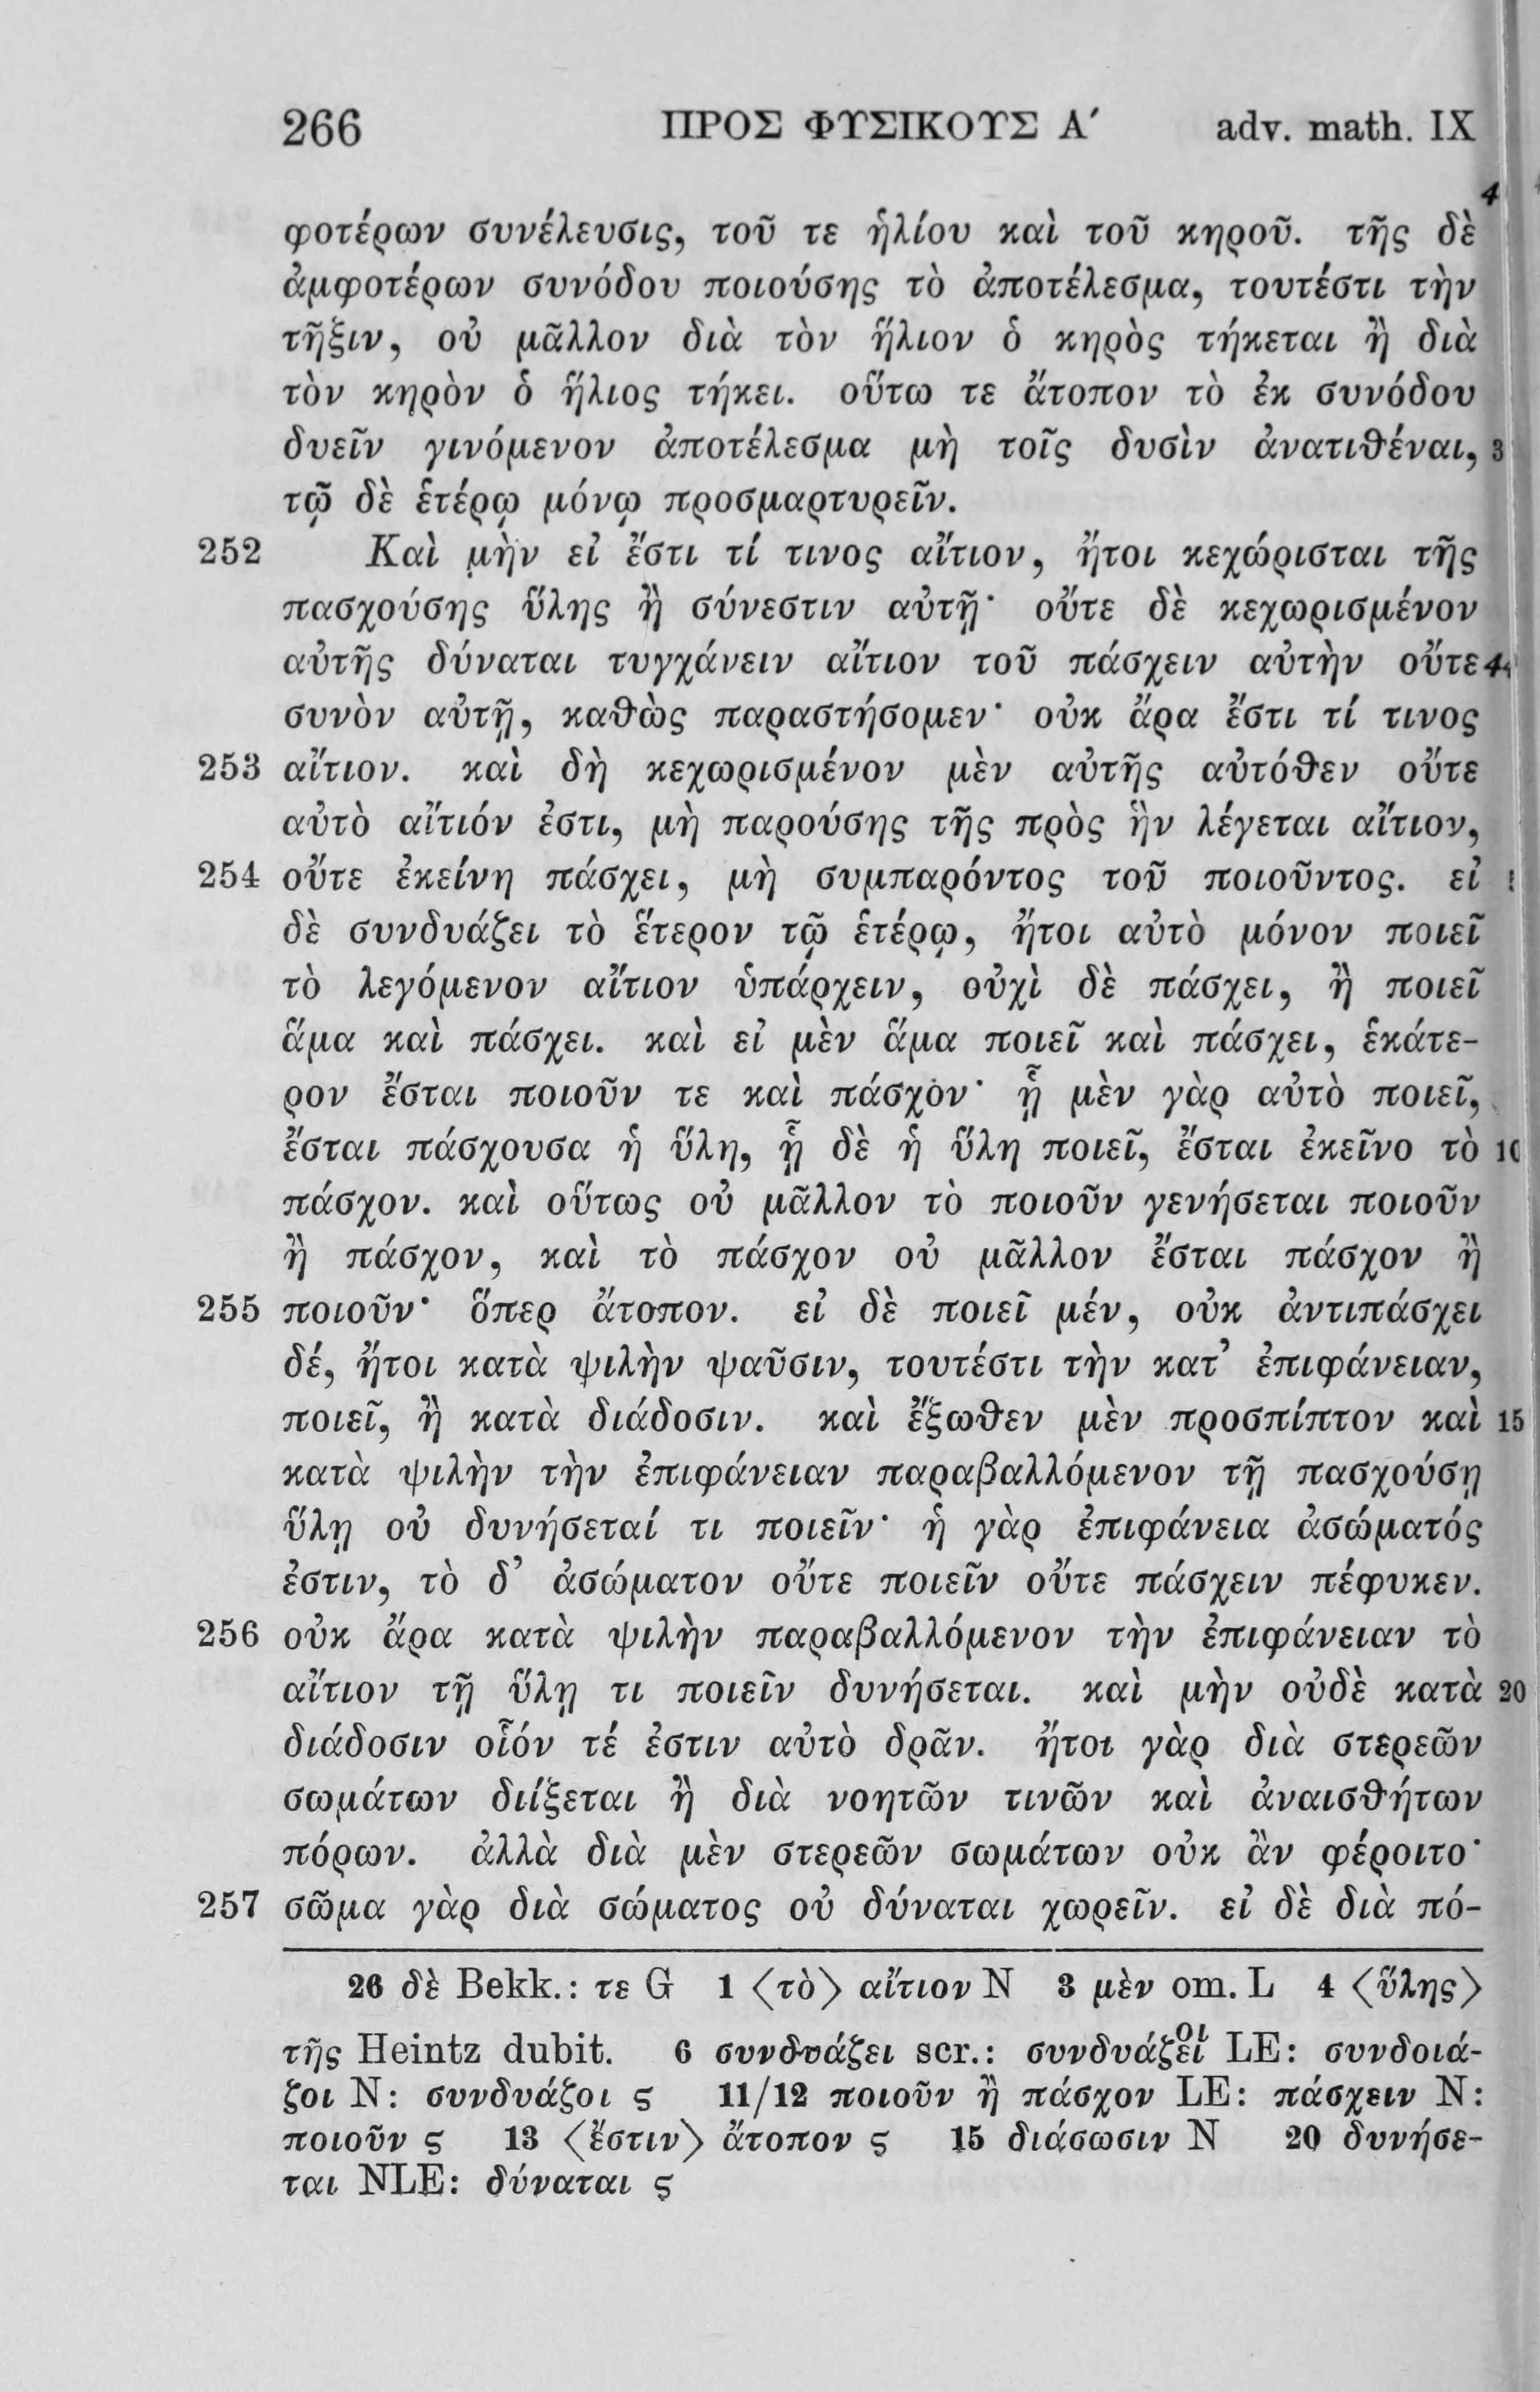 266 ΠΡΟΣ ΦΥΣΙΚΟΥΣ Α′ adv. math. IX
4
φοτέρων συνέλευσις, τοῦ τε ἡλίου καὶ τοῦ κηροῦ. τῆς δὲ
ἀμφοτέρων συνόδου ποιούσης τὸ ἀποτέλεσμα, τουτέστι τὴν
τῆξιν, οὐ μᾶλλον διὰ τὸν ἥλιον ὁ κηρὸς τήκεται ἢ διὰ
τὸν κηρὸν ὁ ἥλιος τήκει. οὕτω τε ἄτοπον τὸ ἐκ συνόδου
δυεῖν γινόμενον ἀποτέλεσμα μὴ τοῖς δυσὶν ἀνατιθέναι, 3
τῷ δὲ ἑτέρῳ μόνῳ προσμαρτυρεῖν.
252 Καὶ μὴν εἰ ἔστι τί τινος αἴτιον, ἤτοι κεχώρισται τῆς
πασχούσης ὕλης ἢ σύνεστιν αὐτῇ· οὔτε δὲ κεχωρισμένον
αὐτῆς δύναται τυγχάνειν αἴτιον τοῦ πάσχειν αὐτὴν οὔτε 4
συνὸν αὐτῇ, καθὼς παραστήσομεν· οὐκ ἄρα ἔστι τί τινος
253 αἴτιον. καὶ δὴ κεχωρισμένον μὲν αὐτῆς αὐτόθεν οὔτε
αὐτὸ αἴτιόν ἐστι, μὴ παρούσης τῆς πρὸς ἣν λέγεται αἴτιον,
254 οὔτε ἐκείνη πάσχει, μὴ συμπαρόντος τοῦ ποιοῦντος. εἰ
δὲ συνδυάζει τὸ ἕτερον τῷ ἑτέρῳ, ἤτοι αὐτὸ μόνον ποιεῖ
τὸ λεγόμενον αἴτιον ὑπάρχειν, οὐχὶ δὲ πάσχει, ἢ ποιεῖ
ἅμα καὶ πάσχει. καὶ εἰ μὲν ἅμα ποιεῖ καὶ πάσχει, ἑκάτε-
ρον ἔσται ποιοῦν τε καὶ πάσχον· ᾗ μὲν γὰρ αὐτὸ ποιεῖ,
ἔσται πάσχουσα ἡ ὕλη, ᾗ δὲ ἡ ὕλη ποιεῖ, ἔσται ἐκεῖνο τὸ 10
πάσχον. καὶ οὕτως οὐ μᾶλλον τὸ ποιοῦν γενήσεται ποιοῦν
ἢ πάσχον, καὶ τὸ πάσχον οὐ μᾶλλον ἔσται πάσχον ἢ
255 ποιοῦν· ὅπερ ἄτοπον. εἰ δὲ ποιεῖ μέν, οὐκ ἀντιπάσχει
δέ, ἤτοι κατὰ ψιλὴν ψαῦσιν, τουτέστι τὴν κατ’ ἐπιφάνειαν,
ποιεῖ, ἢ κατὰ διάδοσιν. καὶ ἔξωθεν μὲν προσπίπτον καὶ 15
κατὰ ψιλὴν τὴν ἐπιφάνειαν παραβαλλόμενον τῇ πασχούσῃ
ὕλῃ οὐ δυνήσεταί τι ποιεῖν· ἡ γὰρ ἐπιφάνεια ἀσώματός
ἐστιν, τὸ δ’ ἀσώματον οὔτε ποιεῖν οὔτε πάσχειν πέφυκεν.
256 οὐκ ἄρα κατὰ ψιλὴν παραβαλλόμενον τὴν ἐπιφάνειαν τὸ
αἴτιον τῇ ὕλῃ τι ποιεῖν δυνήσεται. καὶ μὴν οὐδὲ κατὰ 20
διάδοσιν οἷόν τέ ἐστιν αὐτὸ δρᾶν. ἤτοι γὰρ διὰ στερεῶν
σωμάτων διίξεται ἢ διὰ νοητῶν τινῶν καὶ ἀναισθήτων
πόρων. ἀλλὰ διὰ μὲν στερεῶν σωμάτων οὐκ ἂν φέροιτο·
257 σῶμα γὰρ διὰ σώματος οὐ δύναται χωρεῖν. εἰ δὲ διὰ πό-
26 δὲ Bekk.: τε G 1 ⟨τὸ⟩ αἴτιον N 3 μὲν om. L 4 ⟨ὕλης⟩
τῆς Heintz dubit. 6 συνδυάζει scr.: συνδυάζεῖοι LE: συνδοιά-
ζοι N: συνδυάζοι ς 11/12 ποιοῦν ἢ πάσχον LE: πάσχειν N:
ποιοῦν ς 13 ⟨ἔστιν⟩ ἄτοπον ς 15 διάσωσιν N 20 δυνήσε-
ται NLE: δύναται ς